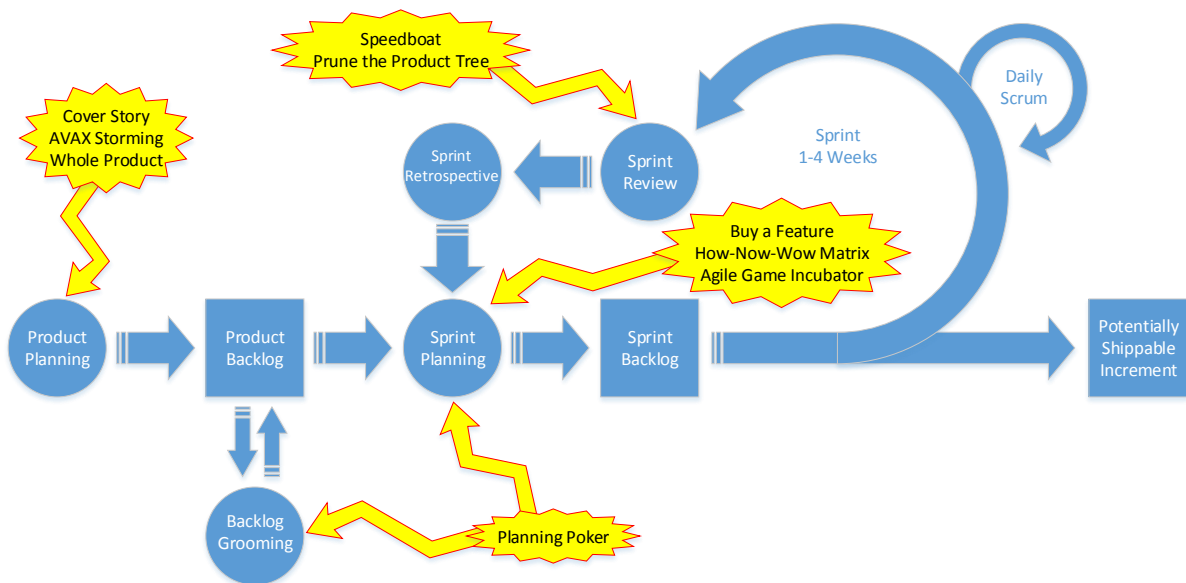 Speedboat
Prune the Product Tree
Daily
Scrum
Cover Story
AVAX Storming
Whole Product
Sprint
1-4 Weeks
Sprint
Retrospective
Sprint
Review
Buy a Feature
How-Now-Wow Matrix
Agile Game Incubator
Product
Planning
Product
Backlog
Sprint
Planning
Sprint
Backlog
Potentially
Shippable
Increment
Backlog
Grooming
Planning Poker